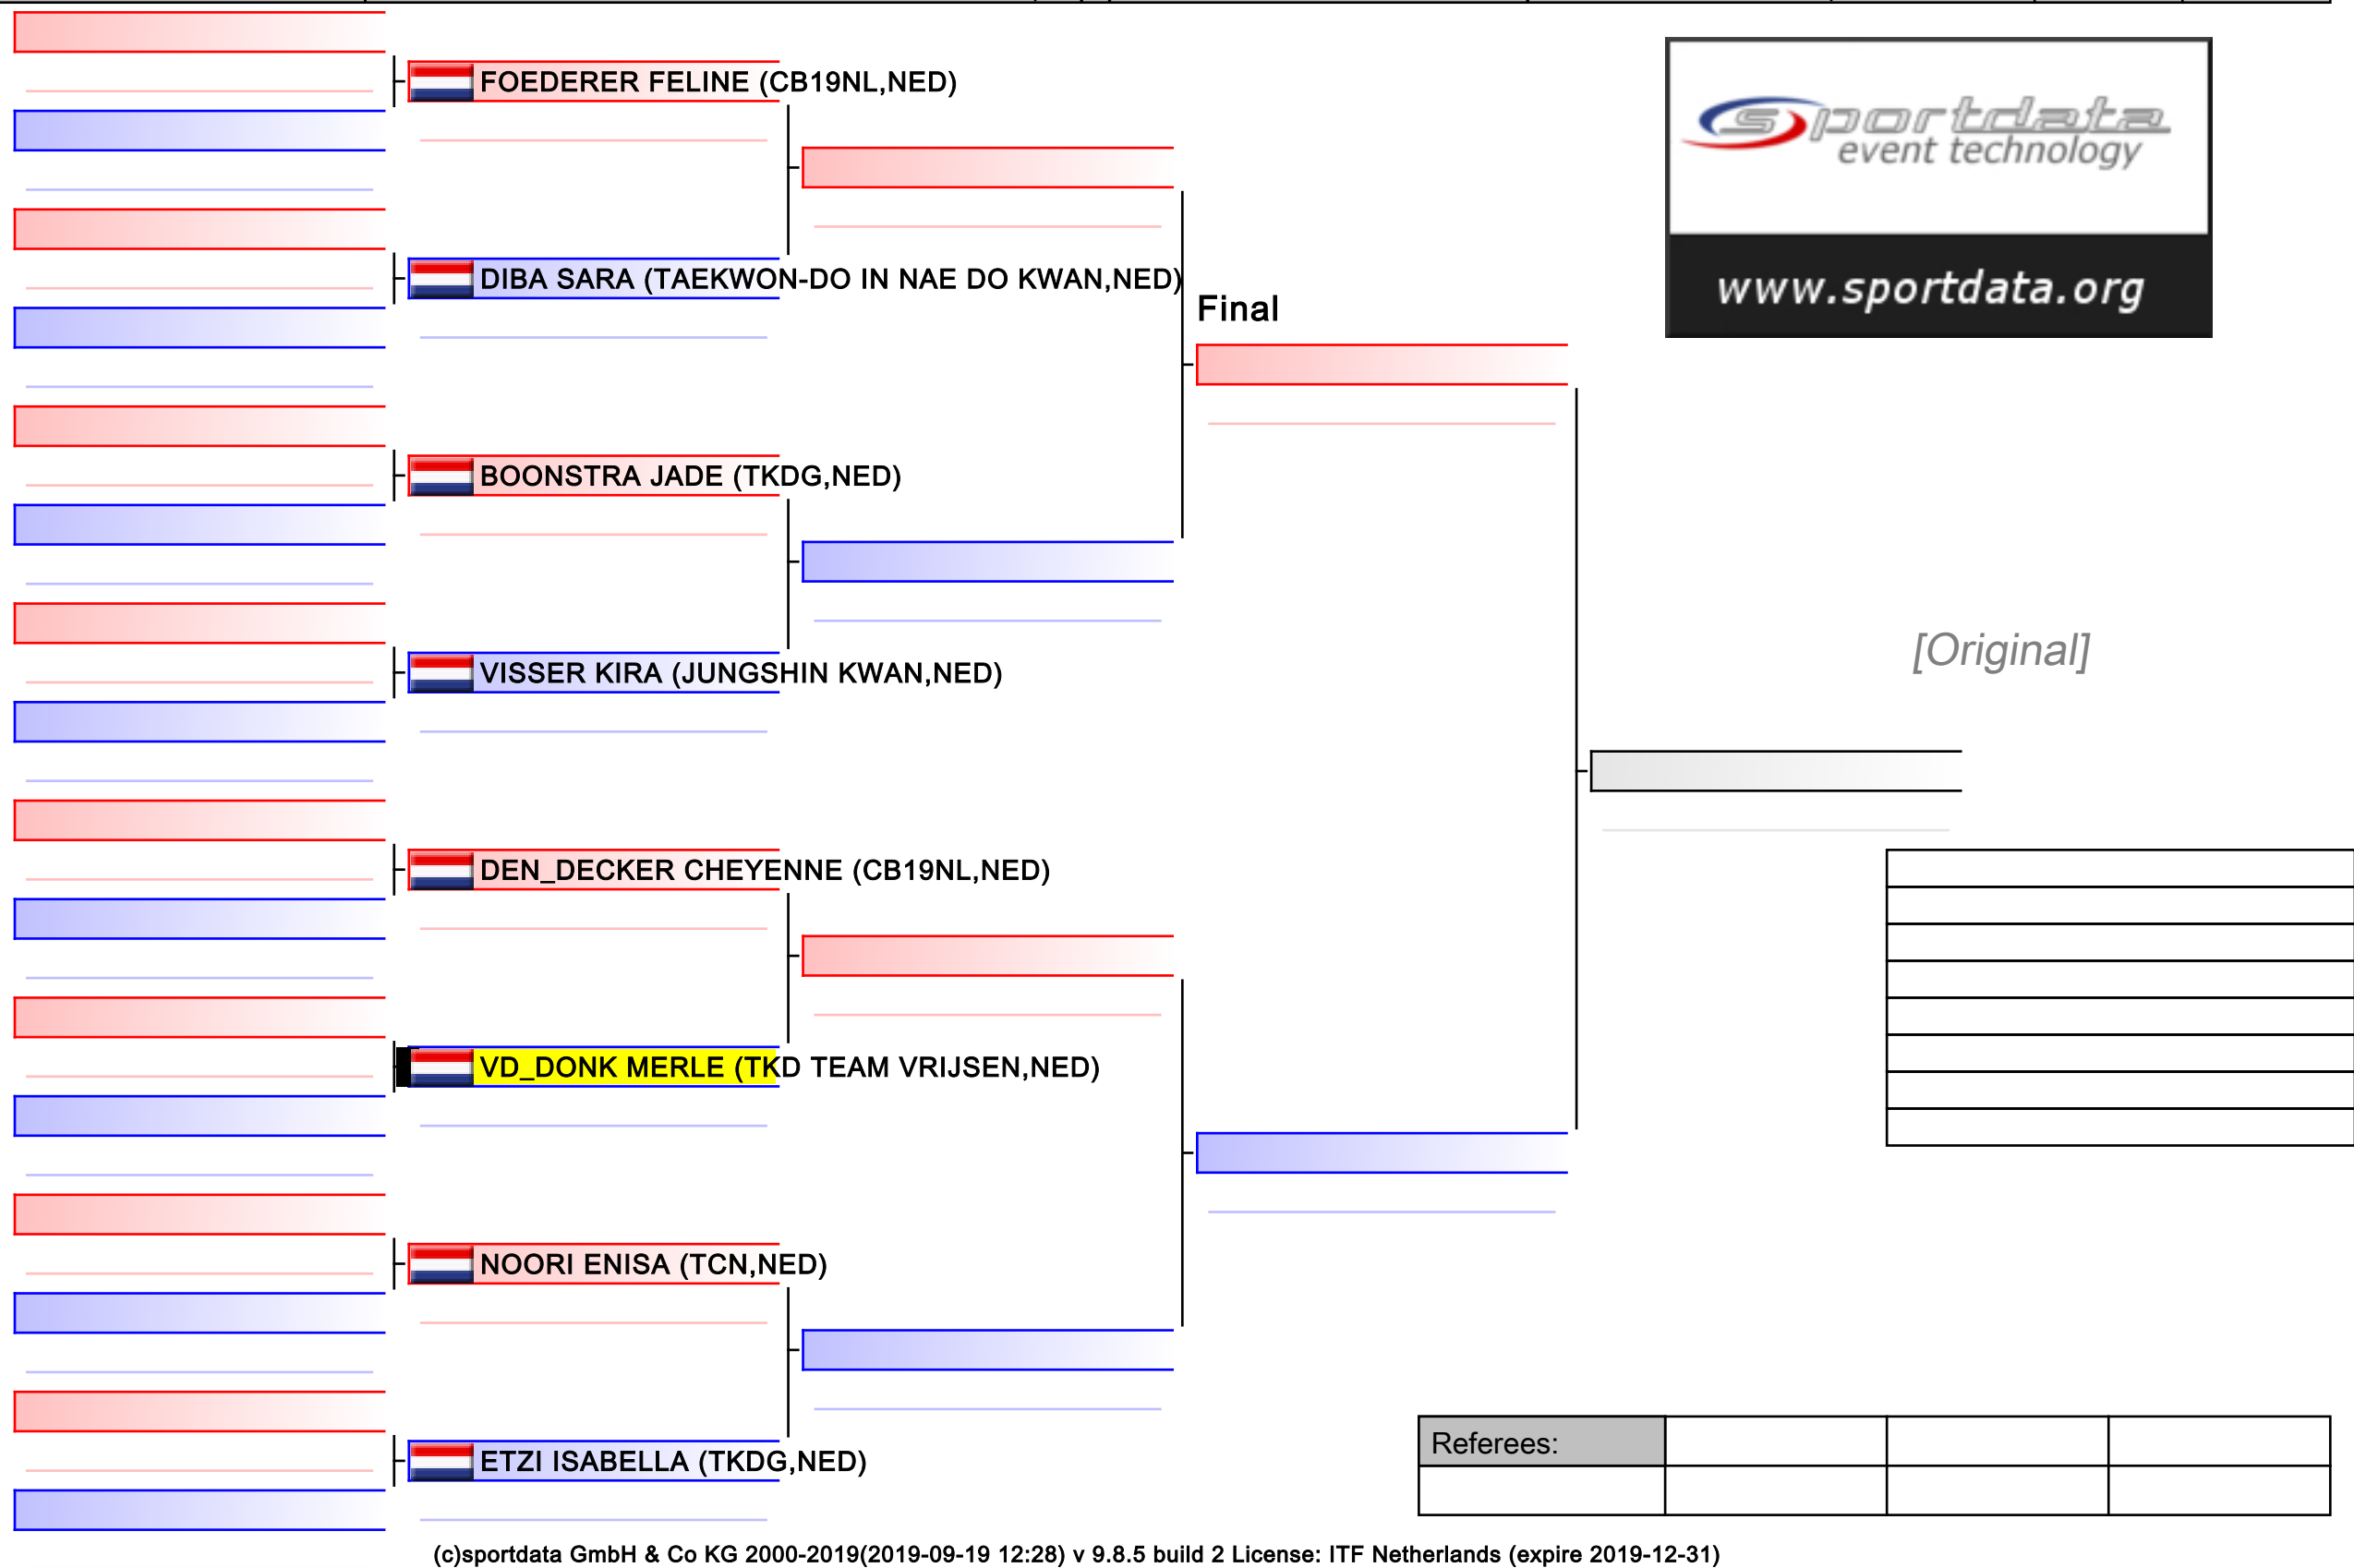 FOEDERER FELINE (CB19NL,NED)
sportdata
event technology
www.sportdata.org
DIBA SARA (TAEKWON-DO IN NAE DO KWAN,NED)
Final
BOONSTRA JADE (TKDG,NED)
[Original]
VISSER KIRA (JUNGSHIN KWAN,NED)
DEN_DECKER CHEYENNE (CB19NL,NED)
VD_DONK MERLE (TKD TEAM VRIJSEN,NED)
NOORI ENISA (TCN,NED)
Referees:
ETZI ISABELLA (TKDG,NED)
(c)sportdata GmbH & Co KG 2000-2019(2019-09-19 12:28) v 9.8.5 build 2 License: ITF Netherlands (expire 2019-12-31)